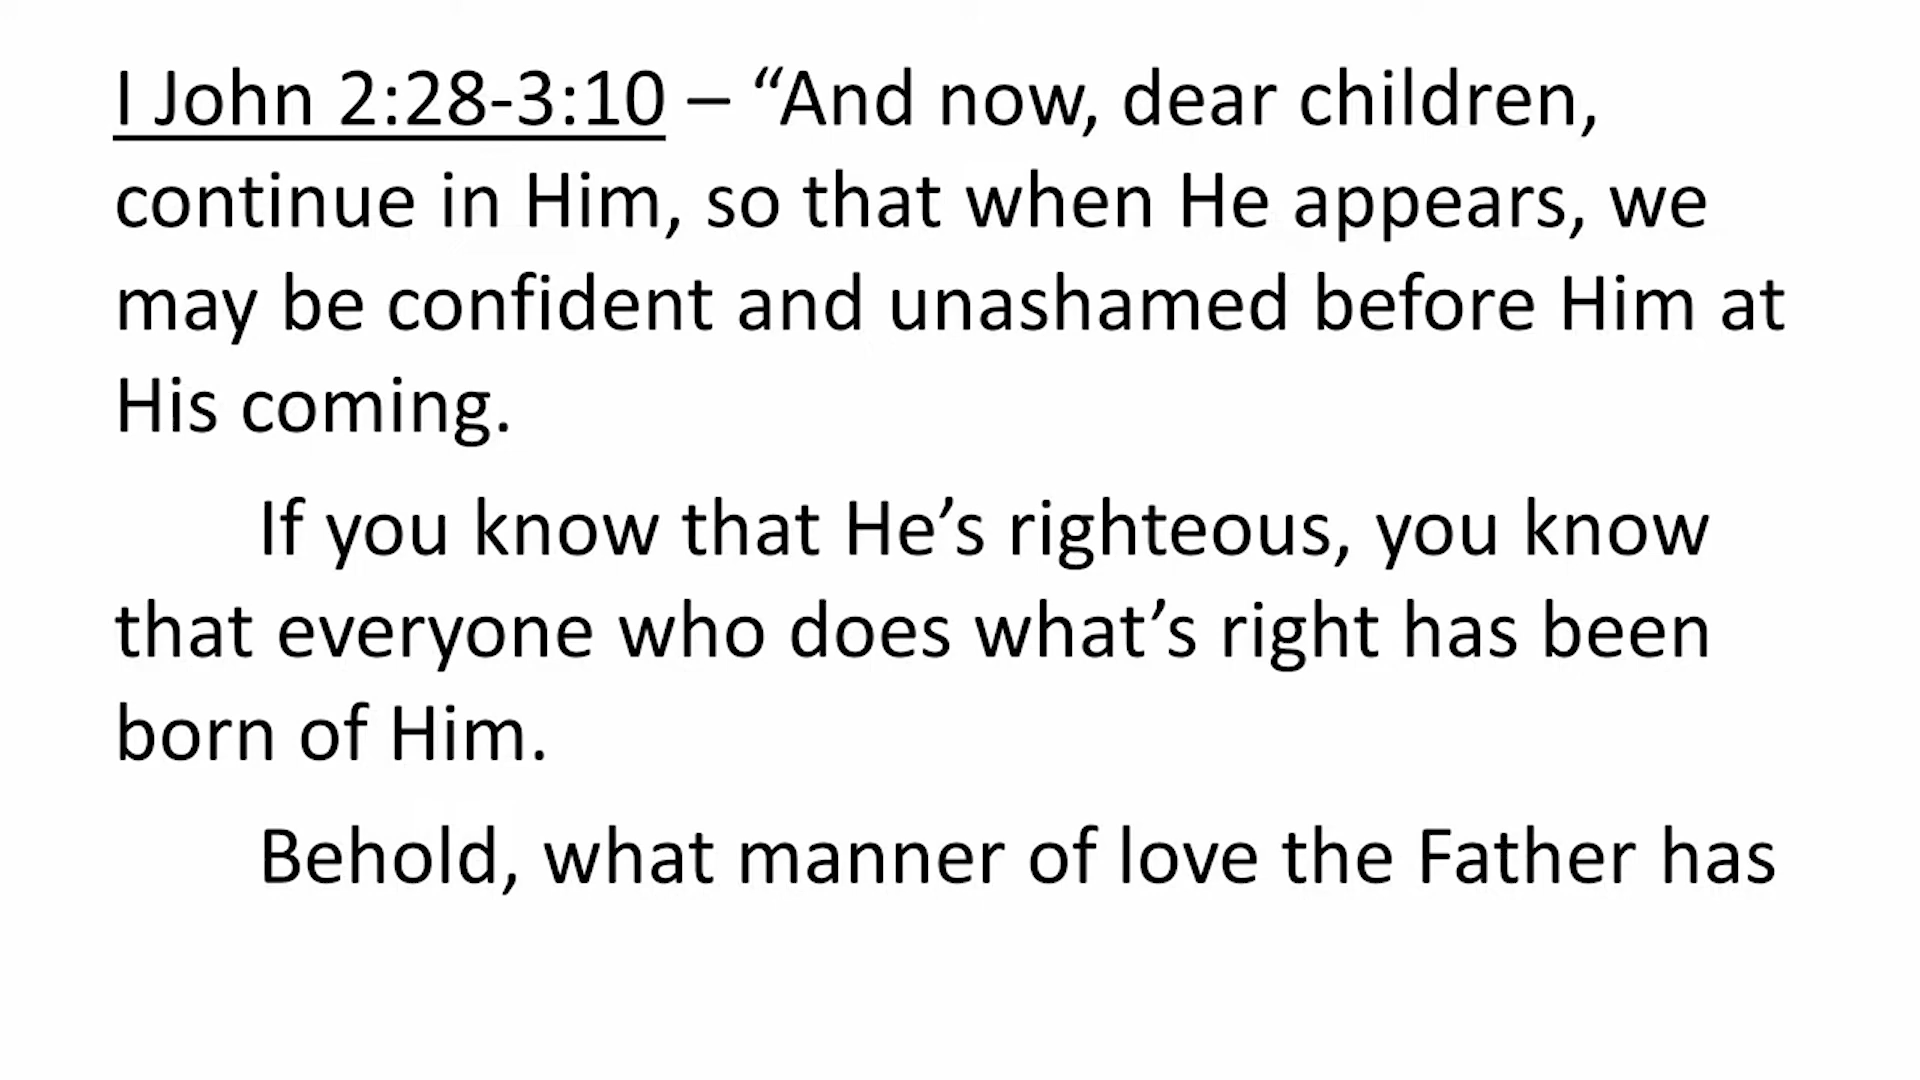 I John 2:28-3:10 – “And now, dear children,
continue in Him, so that when He appears, we
may be confident and unashamed before Him at
His coming.
If you know that He’s righteous, you know
that everyone who does what’s right has been
born of Him.
Behold, what manner of love the Father has